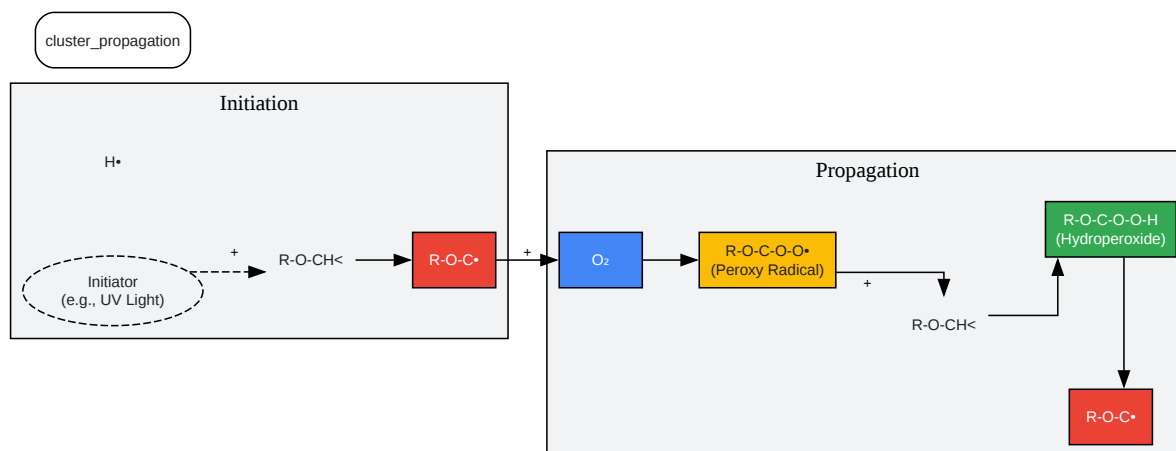 cluster_propagation
Initiation
H•
+
Initiator
(e.g., UV Light)
R-O-CH<
R-O-C•
+
Propagation
O₂
R-O-C-O-O•
(Peroxy Radical)
+
R-O-CH<
R-O-C-O-O-H
(Hydroperoxide)
R-O-C•